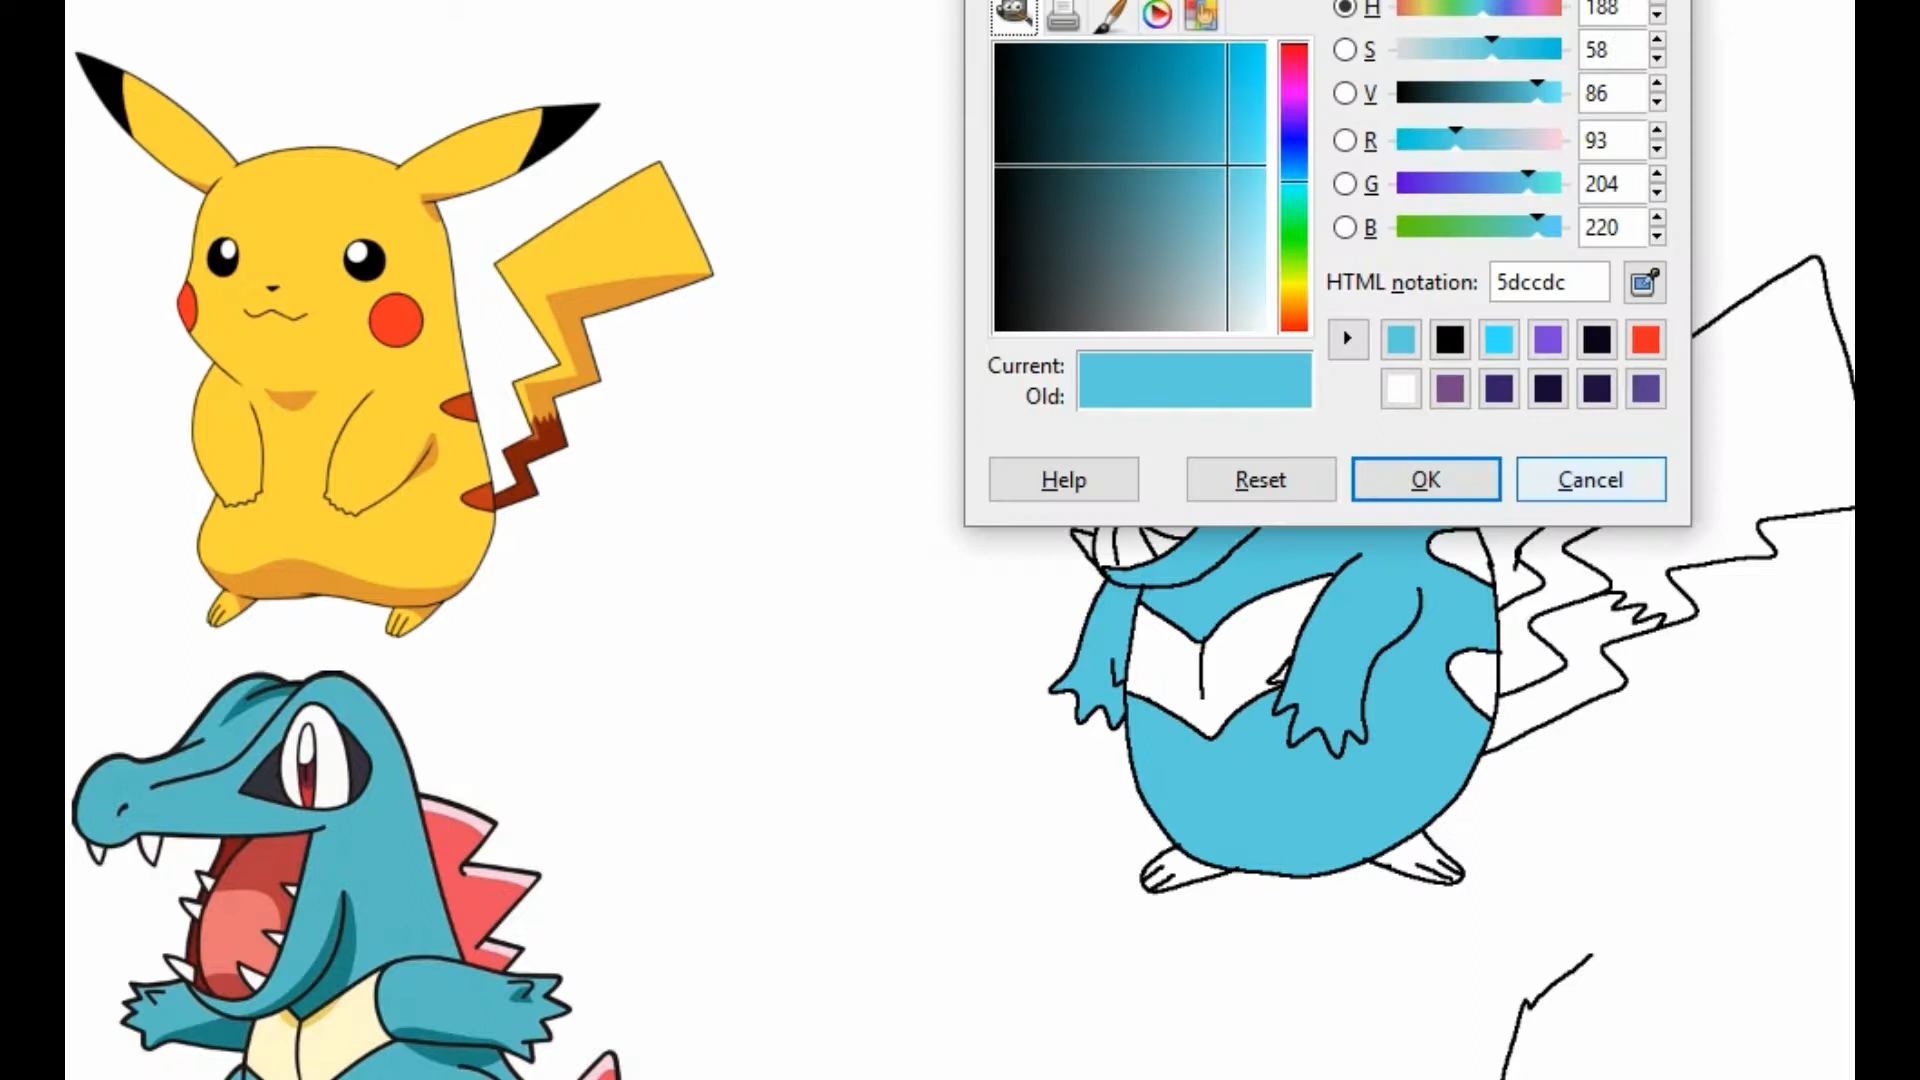 H 188
S 58
V 86
R 93
G 204
B 220
HTML notation: 5dccdc
Current:
Old:
Help Reset OK Cancel